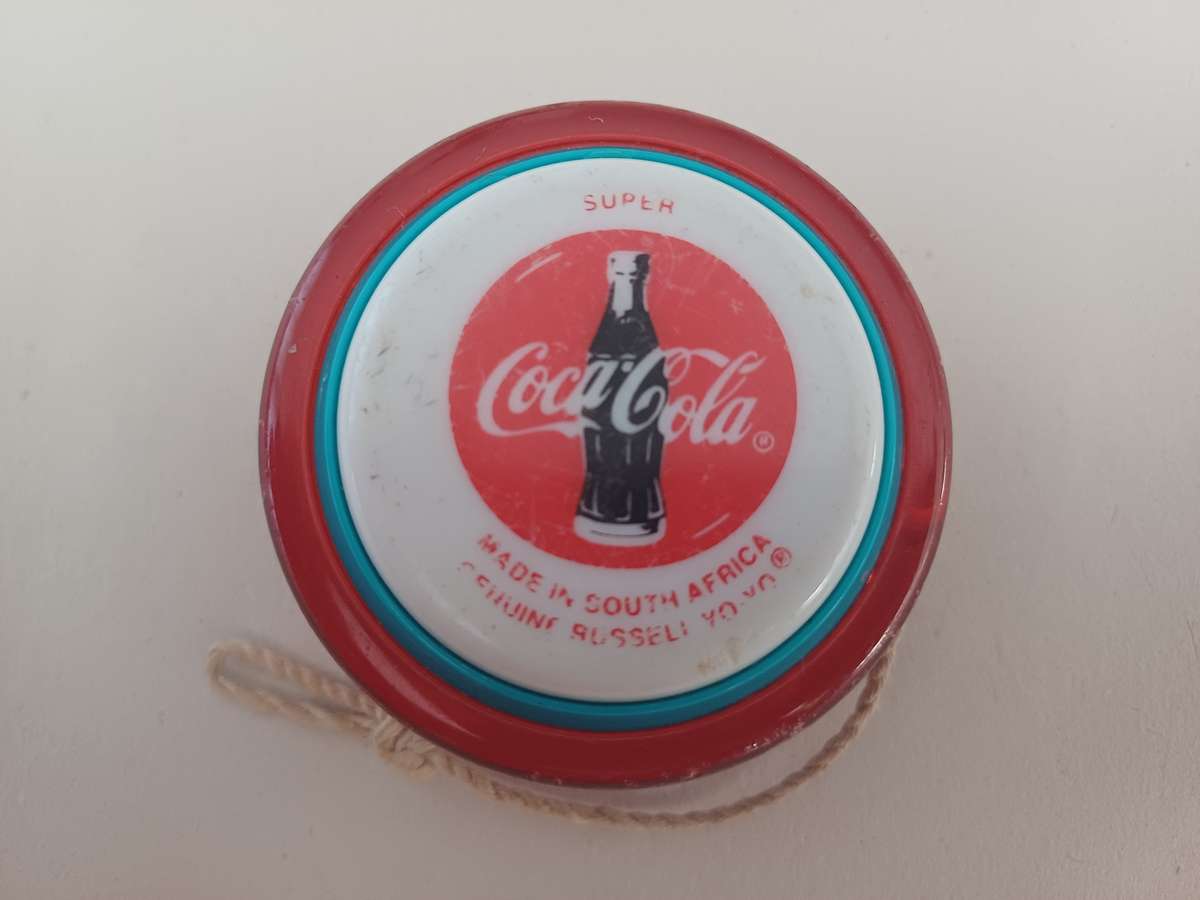 SUPER
Coca-Cola ®
MADE IN SOUTH AFRICA
GENUINE RUSSELL YO-YO ®